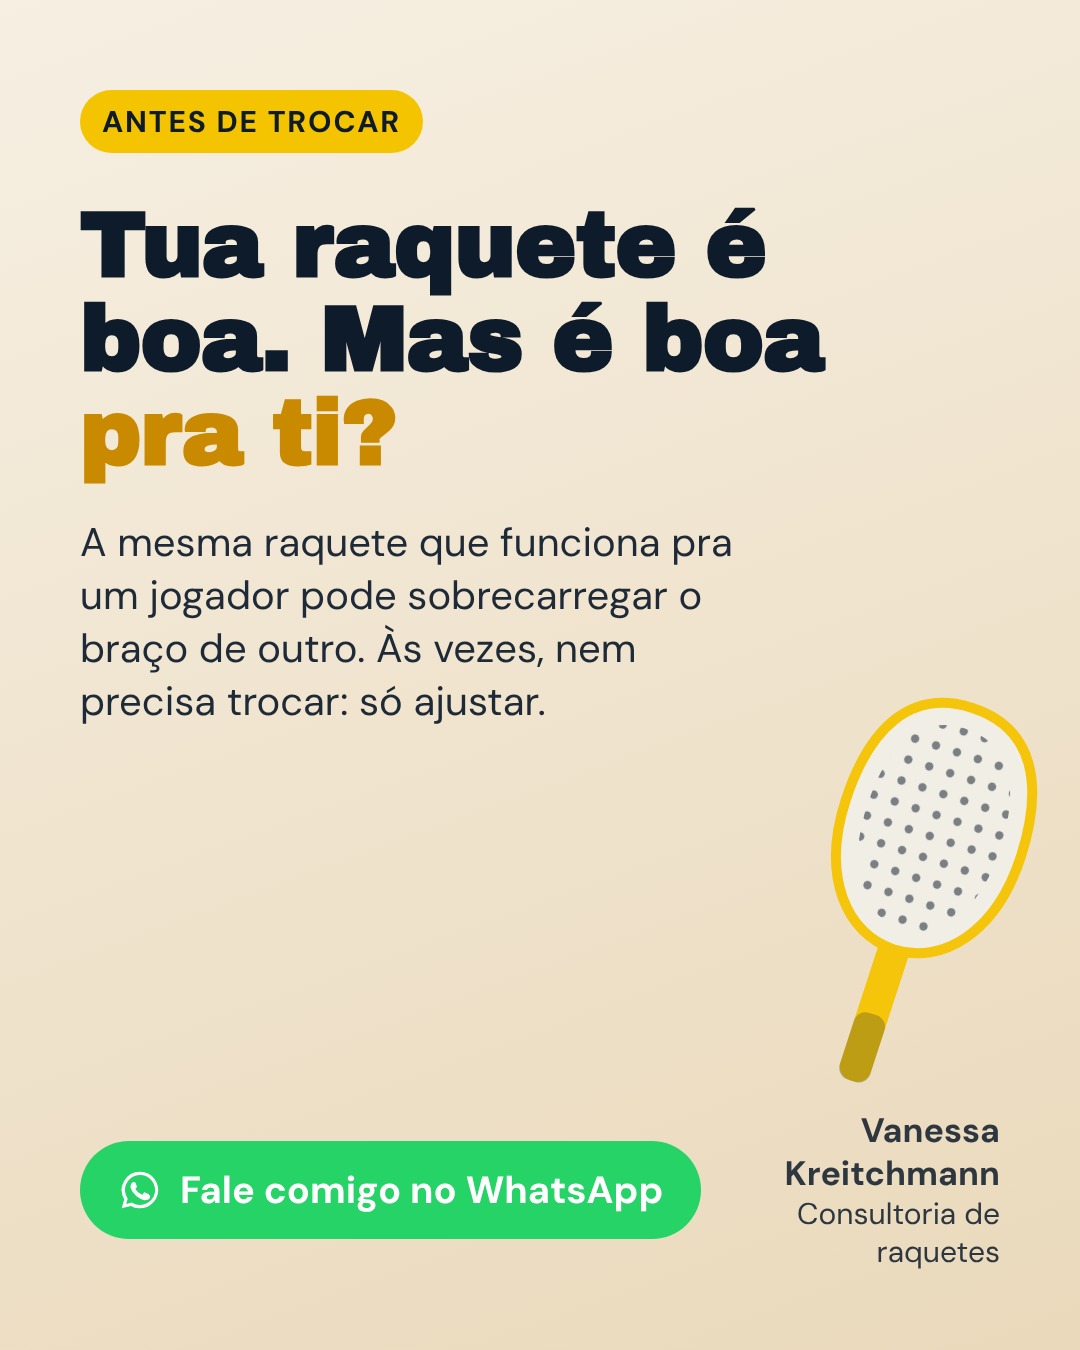 ANTES DE TROCAR
Tua raquete é
boa. Mas é boa
pra ti?
A mesma raquete que funciona pra
um jogador pode sobrecarregar o
braço de outro. Às vezes, nem
precisa trocar: só ajustar.
Fale comigo no WhatsApp
Vanessa
Kreitchmann
Consultoria de
raquetes